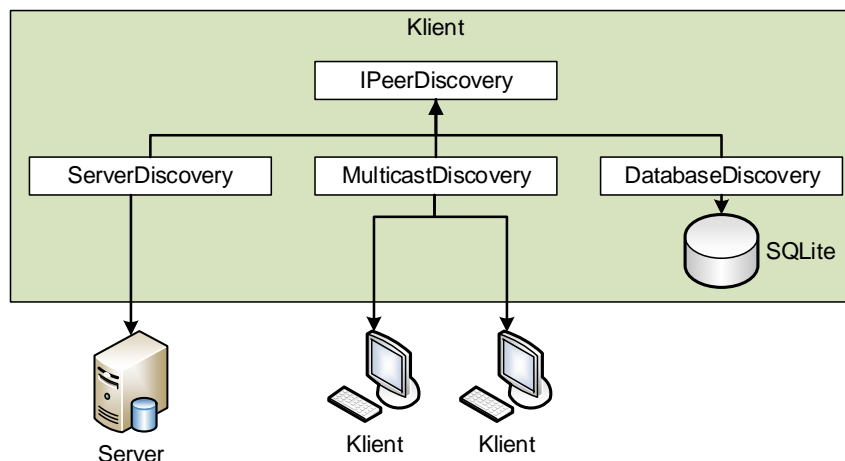 Klient
IPeerDiscovery
ServerDiscovery
MulticastDiscovery
DatabaseDiscovery
SQLite
Server
Klient
Klient